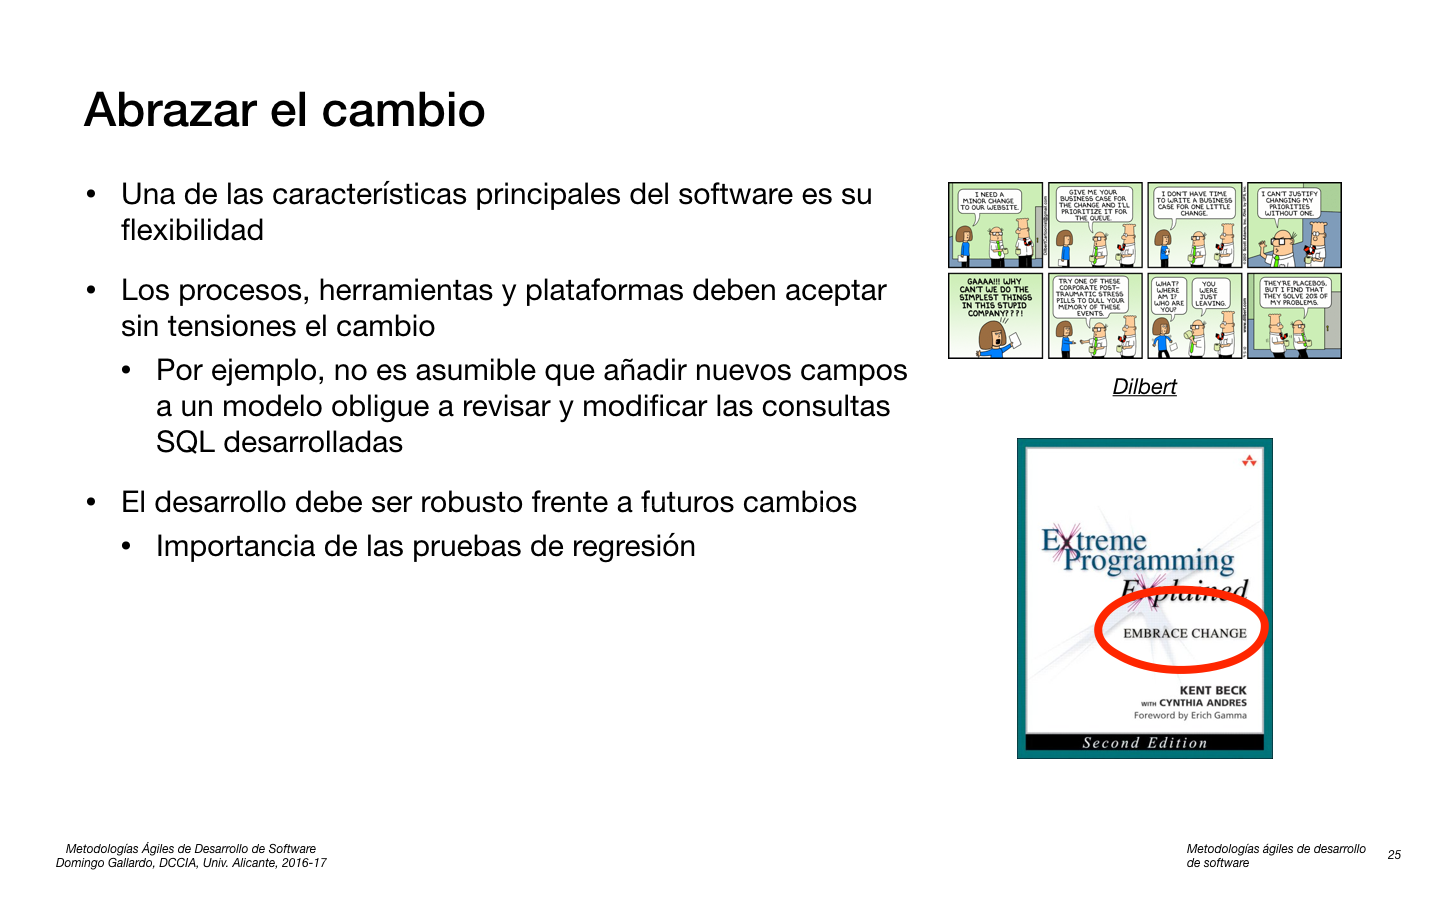 Abrazar el cambio
• Una de las características principales del software es su
flexibilidad
• Los procesos, herramientas y plataformas deben aceptar
sin tensiones el cambio
• Por ejemplo, no es asumible que añadir nuevos campos
a un modelo obligue a revisar y modificar las consultas
SQL desarrolladas
• El desarrollo debe ser robusto frente a futuros cambios
• Importancia de las pruebas de regresión
I NEED A
MINOR CHANGE
TO OUR WEBSITE.
GIVE ME YOUR
BUSINESS CASE FOR
THE CHANGE AND I'LL
PRIORITIZE IT FOR
THE QUEUE.
I DON'T HAVE TIME
TO WRITE A BUSINESS
CASE FOR ONE LITTLE
CHANGE.
I CAN'T JUSTIFY
CHANGING MY
PRIORITIES
WITHOUT ONE.
GAAAA!!! WHY
CAN'T WE DO THE
SIMPLEST THINGS
IN THIS STUPID
COMPANY???!
TRY ONE OF THESE
CORPORATE POST-
TRAUMATIC STRESS
PILLS TO DULL YOUR
MEMORY OF THESE
EVENTS.
WHAT?
WHERE
AM I?
WHO ARE
YOU?
YOU
WERE
JUST
LEAVING.
THEY'RE PLACEBOS,
BUT I FIND THAT
THEY SOLVE 20% OF
MY PROBLEMS.
Dilbert
Extreme
Programming
Explained
EMBRACE CHANGE
KENT BECK
WITH CYNTHIA ANDRES
Foreword by Erich Gamma
Second Edition
Metodologías Ágiles de Desarrollo de Software
Domingo Gallardo, DCCIA, Univ. Alicante, 2016-17
Metodologías ágiles de desarrollo
de software
25